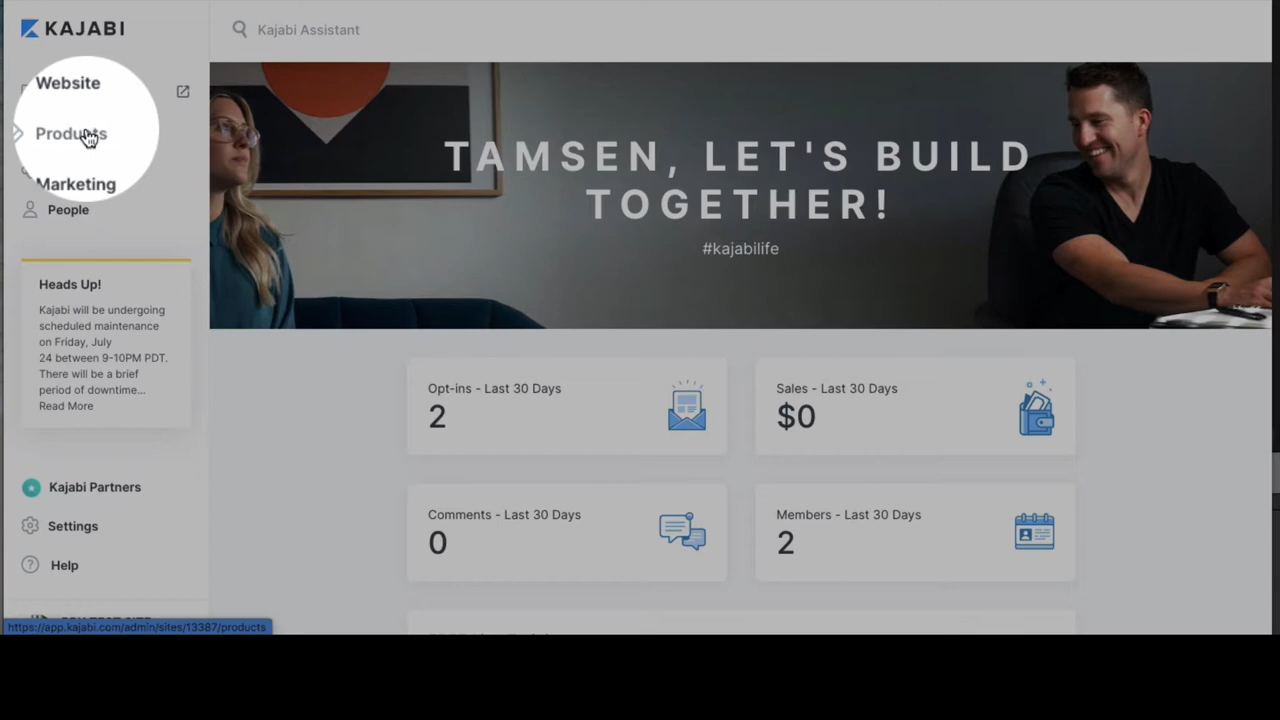 KAJABI
Kajabi Assistant
Website
Products
Marketing
People
TAMSEN, LET'S BUILD
TOGETHER!
#kajabilife
Heads Up!
Kajabi will be undergoing
scheduled maintenance
on Friday, July
24 between 9-10PM PDT.
There will be a brief
period of downtime...
Read More
Opt-ins - Last 30 Days
2
Sales - Last 30 Days
$0
Comments - Last 30 Days
0
Members - Last 30 Days
2
Kajabi Partners
Settings
Help
https://app.kajabi.com/admin/sites/13387/products